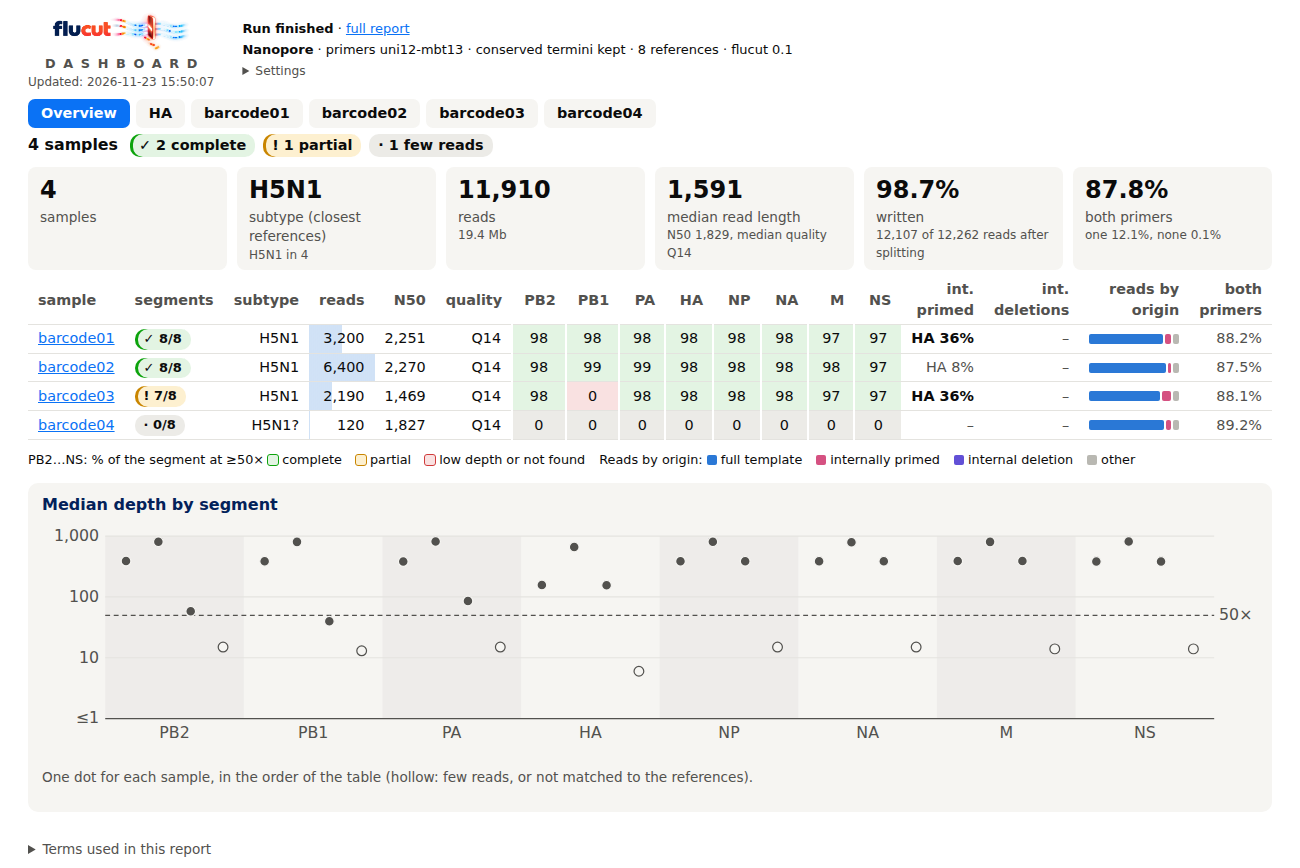 flucut
DASHBOARD
Updated: 2026-11-23 15:50:07
Run finished · full report
Nanopore · primers uni12-mbt13 · conserved termini kept · 8 references · flucut 0.1
▶ Settings
Overview HA barcode01 barcode02 barcode03 barcode04
4 samples ✓ 2 complete ! 1 partial · 1 few reads
4
samples
H5N1
subtype (closest
references)
H5N1 in 4
11,910
reads
19.4 Mb
1,591
median read length
N50 1,829, median quality
Q14
98.7%
written
12,107 of 12,262 reads after
splitting
87.8%
both primers
one 12.1%, none 0.1%
sample segments subtype reads N50 quality PB2 PB1 PA HA NP NA M NS int. primed int. deletions reads by origin both primers
barcode01 ✓ 8/8 H5N1 3,200 2,251 Q14 98 98 98 98 98 98 97 97 HA 36% – 88.2%
barcode02 ✓ 8/8 H5N1 6,400 2,270 Q14 98 99 99 98 98 98 98 97 HA 8% – 87.5%
barcode03 ! 7/8 H5N1 2,190 1,469 Q14 98 0 98 98 98 98 97 97 HA 36% – 88.1%
barcode04 · 0/8 H5N1? 120 1,827 Q14 0 0 0 0 0 0 0 0 – – 89.2%
PB2…NS: % of the segment at ≥50× complete partial low depth or not found Reads by origin: full template internally primed internal deletion other
Median depth by segment
1,000
100
50×
10
≤1
PB2 PB1 PA HA NP NA M NS
One dot for each sample, in the order of the table (hollow: few reads, or not matched to the references).
▶ Terms used in this report